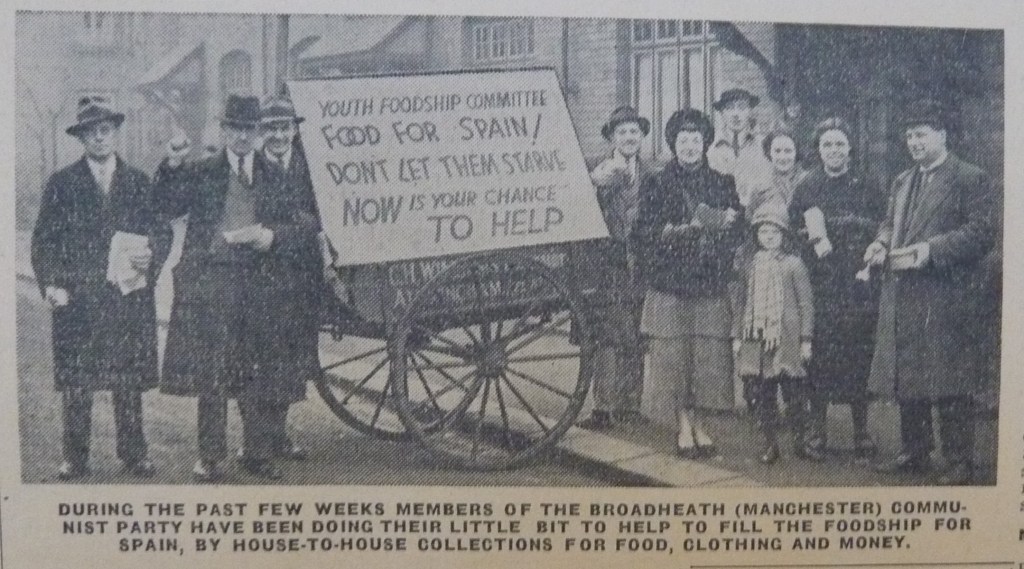 YOUTH FOODSHIP COMMITTEE
FOOD FOR SPAIN!
DON'T LET THEM STARVE
NOW IS YOUR CHANCE
TO HELP
DURING THE PAST FEW WEEKS MEMBERS OF THE BROADHEATH (MANCHESTER) COMMU-
NIST PARTY HAVE BEEN DOING THEIR LITTLE BIT TO HELP TO FILL THE FOODSHIP FOR
SPAIN, BY HOUSE-TO-HOUSE COLLECTIONS FOR FOOD, CLOTHING AND MONEY.